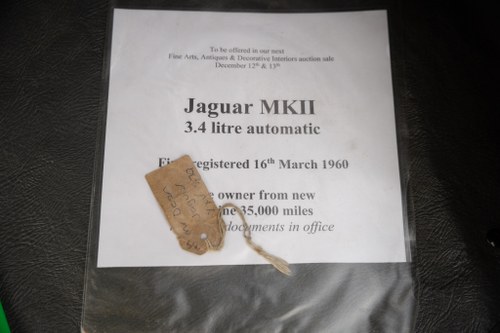 To be offered in our next
Fine Arts, Antiques & Decorative Interiors auction sale
December 12th & 13th
Jaguar MKII
3.4 litre automatic
registered 16th March 1960
owner from new
35,000 miles
documents in office